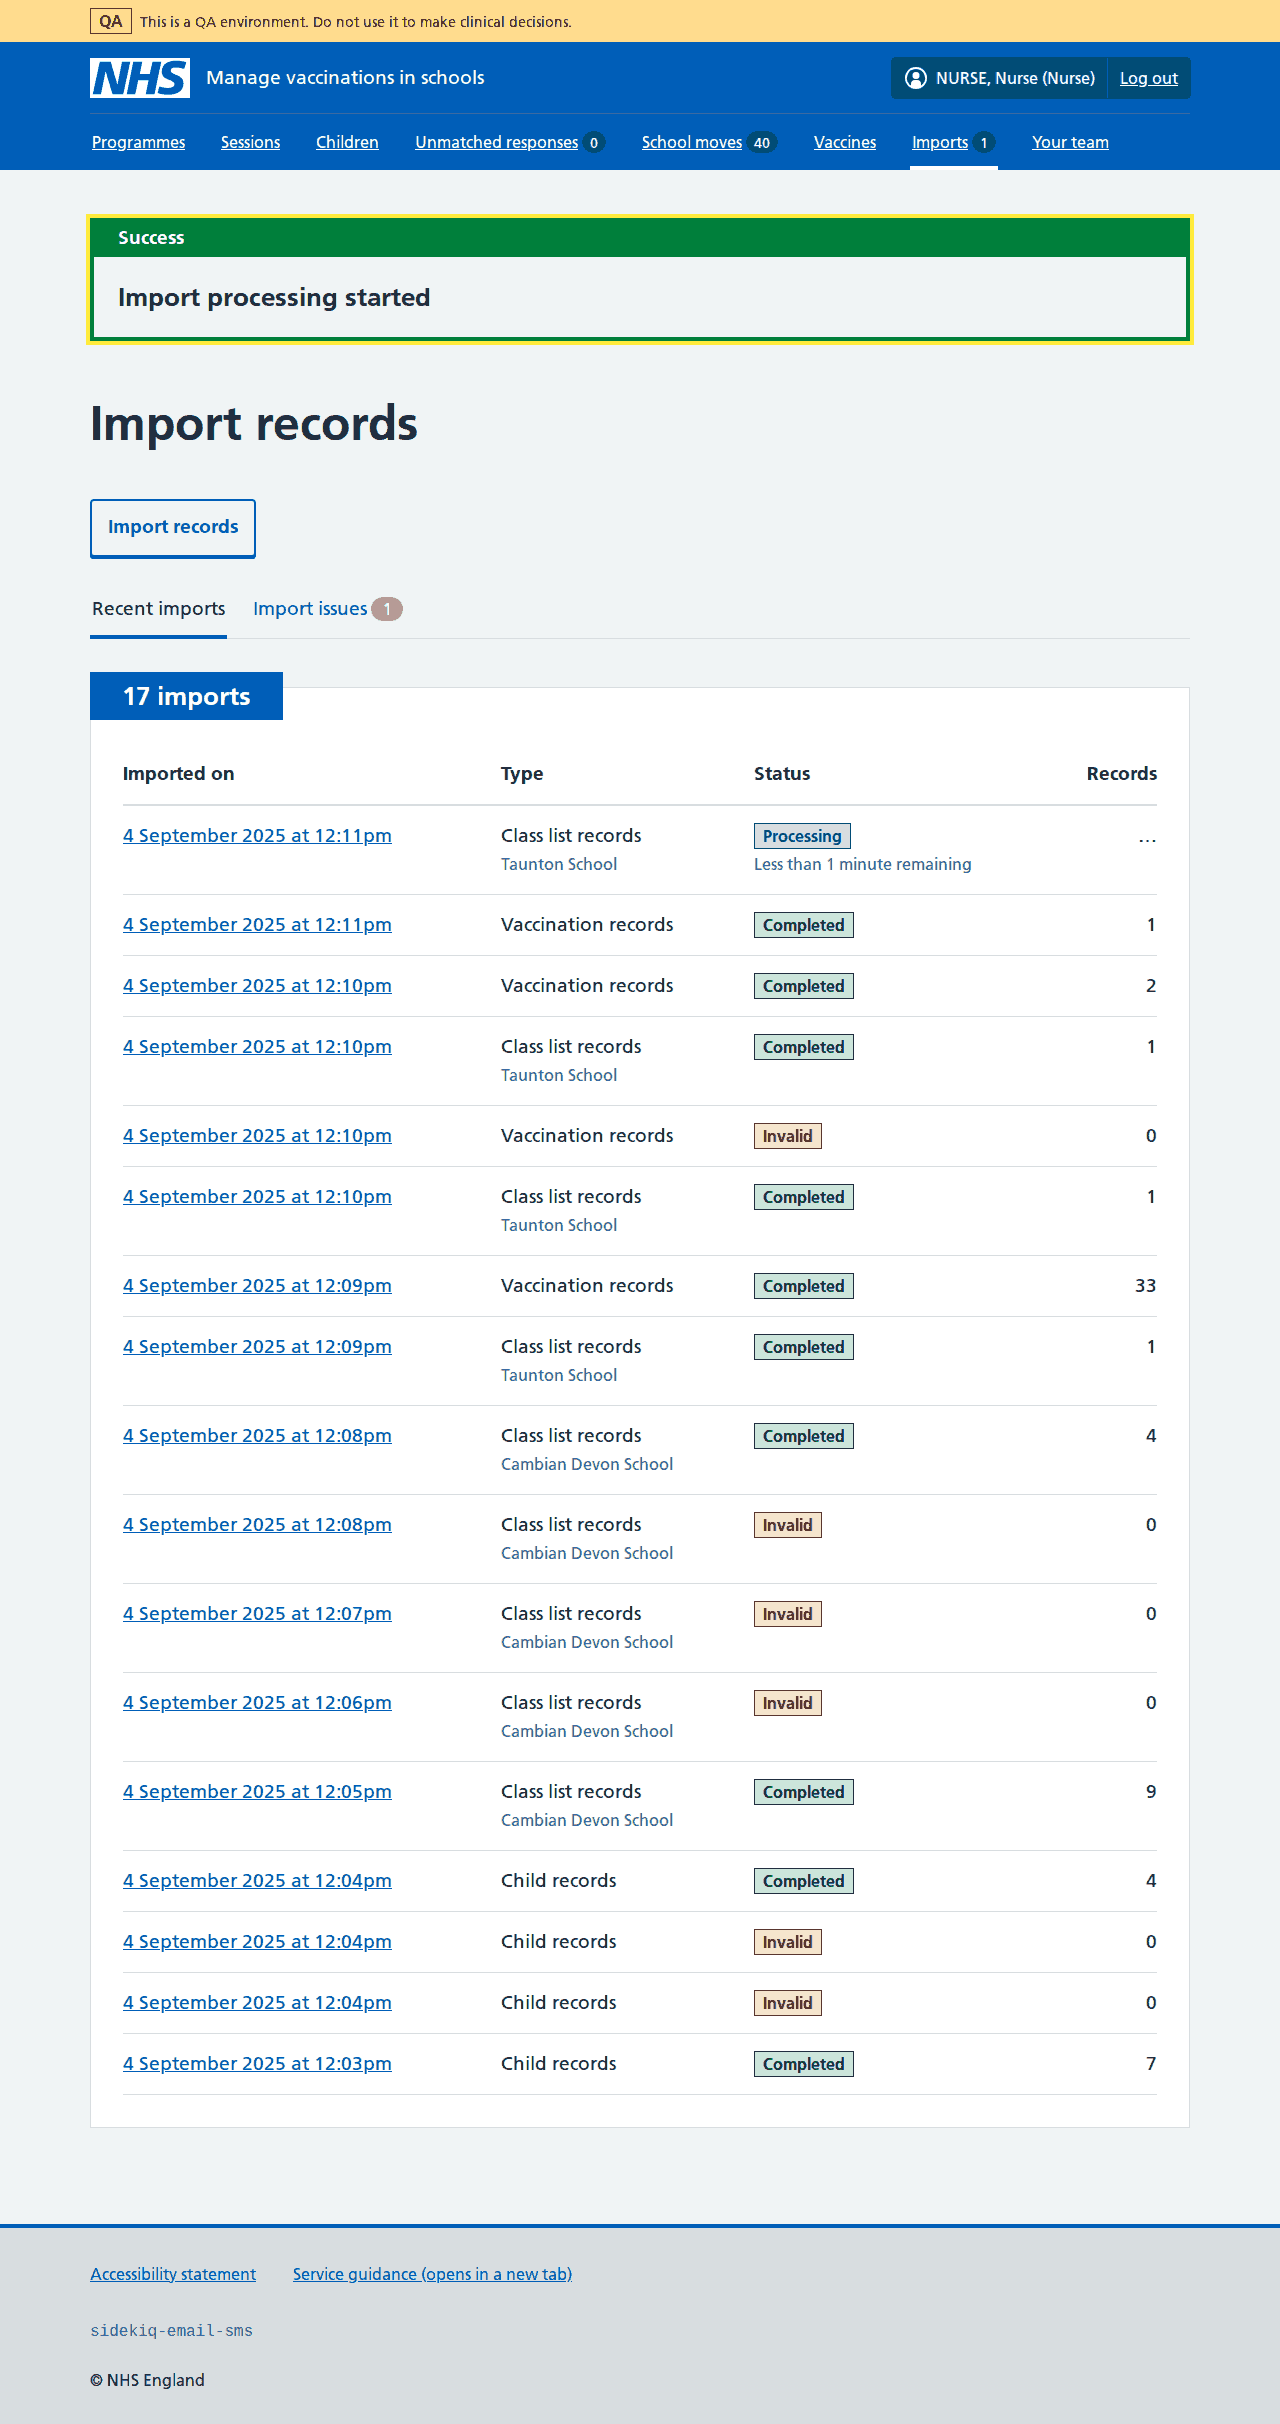 QA This is a QA environment. Do not use it to make clinical decisions.
NHS Manage vaccinations in schools NURSE, Nurse (Nurse) Log out
Programmes Sessions Children Unmatched responses 0 School moves 40 Vaccines Imports 1 Your team
Success
Import processing started
Import records
Import records
Recent imports Import issues 1
17 imports
Imported on Type Status Records
4 September 2025 at 12:11pm Class list records Processing ...
Taunton School Less than 1 minute remaining
4 September 2025 at 12:11pm Vaccination records Completed 1
4 September 2025 at 12:10pm Vaccination records Completed 2
4 September 2025 at 12:10pm Class list records Completed 1
Taunton School
4 September 2025 at 12:10pm Vaccination records Invalid 0
4 September 2025 at 12:10pm Class list records Completed 1
Taunton School
4 September 2025 at 12:09pm Vaccination records Completed 33
4 September 2025 at 12:09pm Class list records Completed 1
Taunton School
4 September 2025 at 12:08pm Class list records Completed 4
Cambian Devon School
4 September 2025 at 12:08pm Class list records Invalid 0
Cambian Devon School
4 September 2025 at 12:07pm Class list records Invalid 0
Cambian Devon School
4 September 2025 at 12:06pm Class list records Invalid 0
Cambian Devon School
4 September 2025 at 12:05pm Class list records Completed 9
Cambian Devon School
4 September 2025 at 12:04pm Child records Completed 4
4 September 2025 at 12:04pm Child records Invalid 0
4 September 2025 at 12:04pm Child records Invalid 0
4 September 2025 at 12:03pm Child records Completed 7
Accessibility statement Service guidance (opens in a new tab)
sidekiq-email-sms
© NHS England